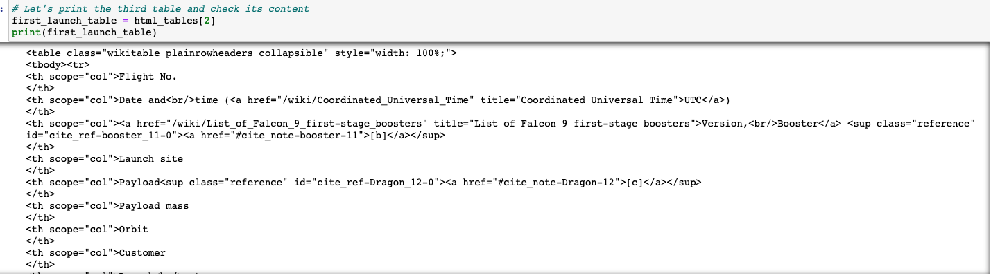 : # Let's print the third table and check its content
first_launch_table = html_tables[2]
print(first_launch_table)
<table class="wikitable plainrowheaders collapsible" style="width: 100%;">
<tbody><tr>
<th scope="col">Flight No.
</th>
<th scope="col">Date and<br/>time (<a href="/wiki/Coordinated_Universal_Time" title="Coordinated Universal Time">UTC</a>)
</th>
<th scope="col"><a href="/wiki/List_of_Falcon_9_first-stage_boosters" title="List of Falcon 9 first-stage boosters">Version,<br/>Booster</a> <sup class="reference"
id="cite_ref-booster_11-0"><a href="#cite_note-booster-11">[b]</a></sup>
</th>
<th scope="col">Launch site
</th>
<th scope="col">Payload<sup class="reference" id="cite_ref-Dragon_12-0"><a href="#cite_note-Dragon-12">[c]</a></sup>
</th>
<th scope="col">Payload mass
</th>
<th scope="col">Orbit
</th>
<th scope="col">Customer
</th>